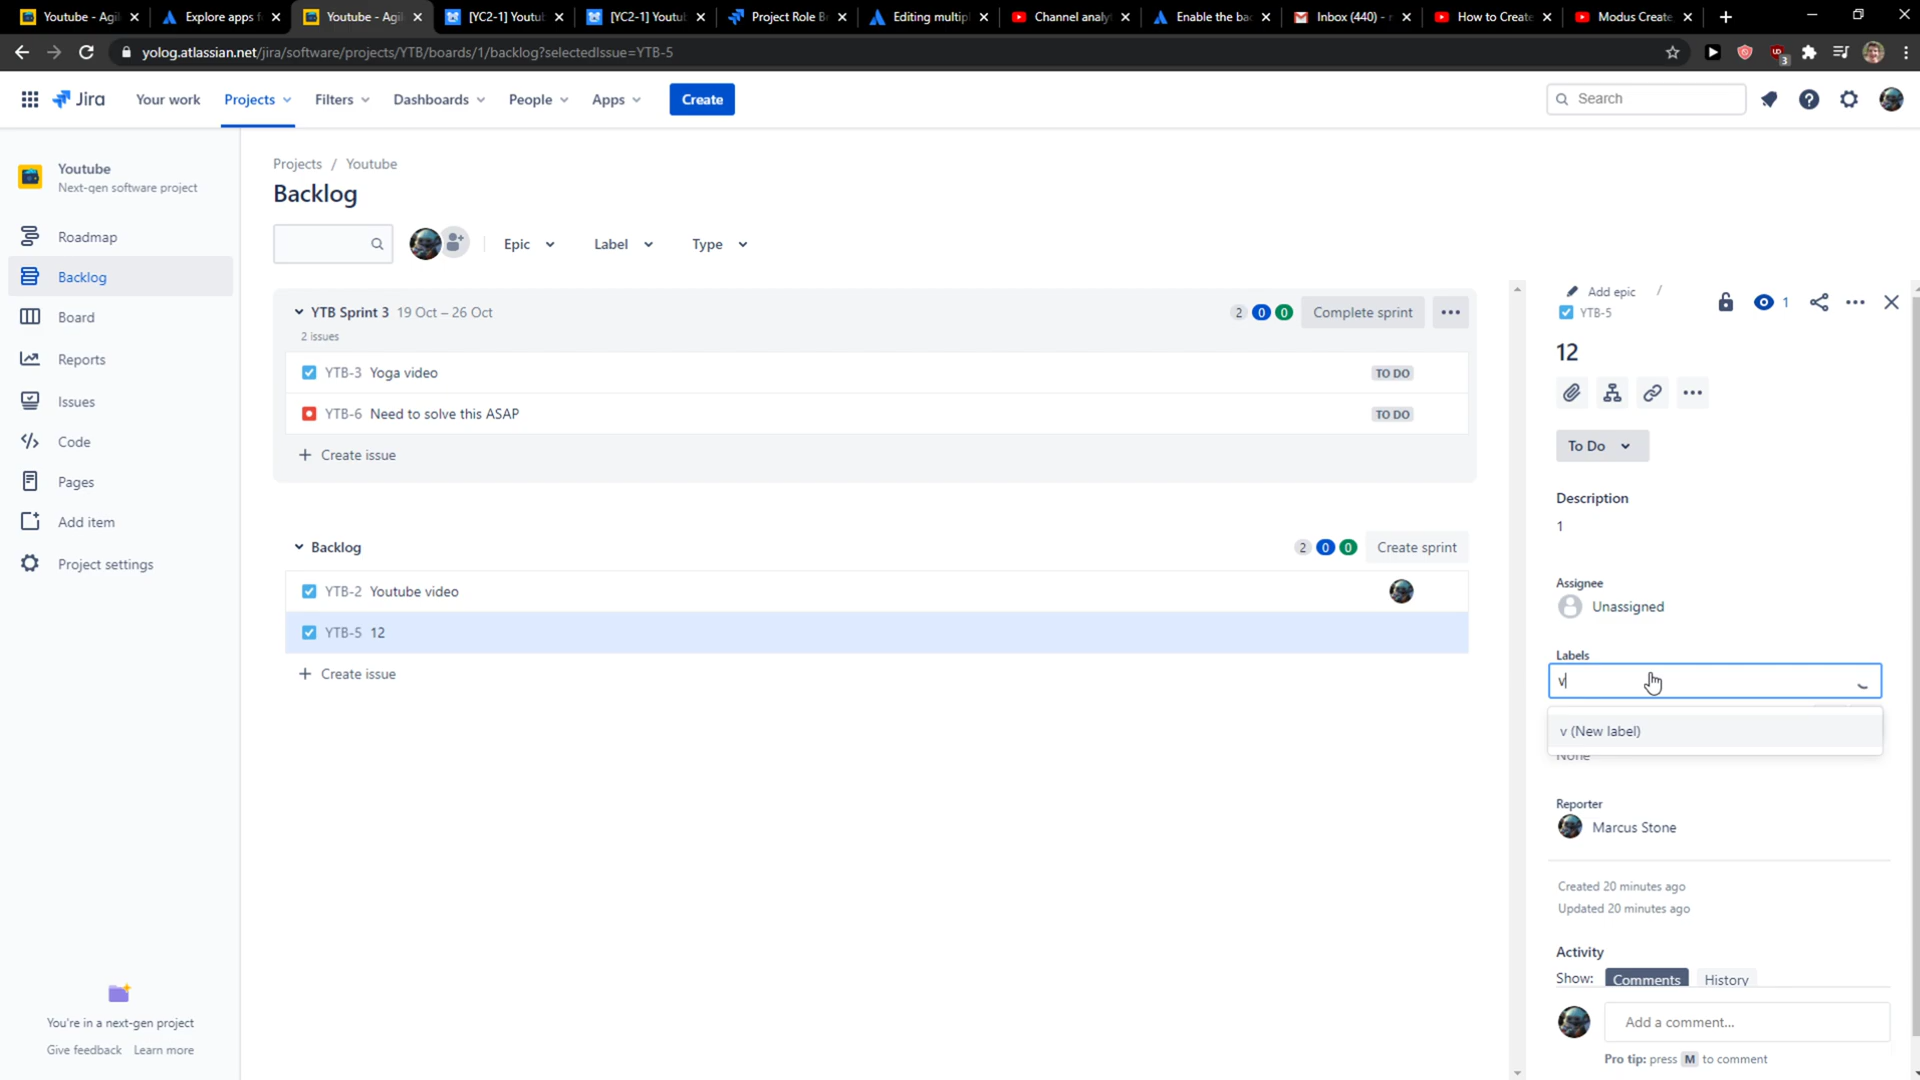 Youtube - Agil
Explore apps f
Youtube - Agil
[YC2-1] Youtub
[YC2-1] Youtub
Project Role B
Editing multip
Channel analy
Enable the bac
Inbox (440) - r
How to Create
Modus Create
yolog.atlassian.net/jira/software/projects/YTB/boards/1/backlog?selectedIssue=YTB-5
3
Jira
Your work
Projects
Filters
Dashboards
People
Apps
Create
Search
Youtube
Next-gen software project
Roadmap
Backlog
Board
Reports
Issues
Code
Pages
Add item
Project settings
You're in a next-gen project
Give feedback Learn more
Projects / Youtube
Backlog
Epic
Label
Type
YTB Sprint 3 19 Oct – 26 Oct
2 0 0 Complete sprint
2 issues
YTB-3 Yoga video TO DO
YTB-6 Need to solve this ASAP TO DO
Create issue
Backlog 2 0 0 Create sprint
YTB-2 Youtube video
YTB-5 12
Create issue
Add epic /
YTB-5
1
12
To Do
Description
1
Assignee
Unassigned
Labels
v
v (New label)
None
Reporter
Marcus Stone
Created 20 minutes ago
Updated 20 minutes ago
Activity
Show: Comments History
Add a comment...
Pro tip: press M to comment